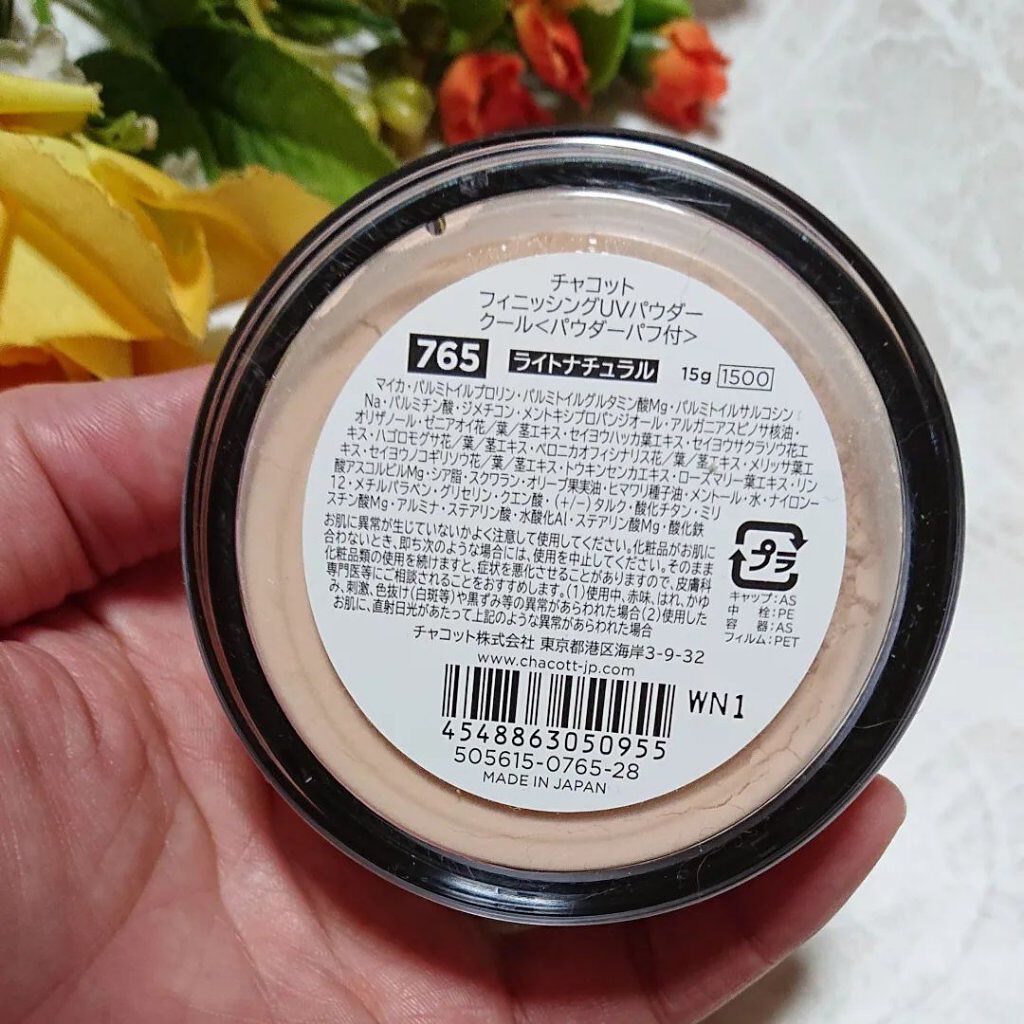 チャコット
フィニッシングUVパウダー
クール<パウダーパフ付>
765 ライトナチュラル 15g 1500
マイカ・パルミトイルプロリン・パルミトイルグルタミン酸Mg・パルミトイルサルコシン
Na・パルミチン酸・ジメチコン・メントキシプロパンジオール・アルガニアスピノサ核油・
オリザノール・ゼニアオイ花／葉／茎エキス・セイヨウハッカ葉エキス・セイヨウサクラソウ花エ
キス・ハゴロモグサ花／葉／茎エキス・ベロニカオフィシナリス花／葉／茎エキス・メリッサ葉エ
キス・セイヨウノコギリソウ花／葉／茎エキス・トウキンセンカエキス・ローズマリー葉エキス・リン
酸アスコルビルMg・シア脂・スクワラン・オリーブ果実油・ヒマワリ種子油・メントール・水・ナイロン-
12・メチルパラベン・グリセリン・クエン酸・(+/-)タルク・酸化チタン・ミリ
スチン酸Mg・アルミナ・ステアリン酸・水酸化Al・ステアリン酸Mg・酸化鉄
お肌に異常が生じていないかよく注意して使用してください。化粧品がお肌に
合わないとき、即ち次のような場合には、使用を中止してください。そのまま
化粧品類の使用を続けますと、症状を悪化させることがありますので、皮膚科
専門医等にご相談されることをおすすめします。(1)使用中、赤味、はれ、かゆ
み、刺激、色抜け(白斑等)や黒ずみ等の異常があらわれた場合(2)使用した
お肌に、直射日光があたって上記のような異常があらわれた場合
プラ
キャップ:AS
中 栓:PE
容 器:AS
フィルム:PET
チャコット株式会社 東京都港区海岸3-9-32
www.chacott-jp.com
WN1
4548863050955
505615-0765-28
MADE IN JAPAN